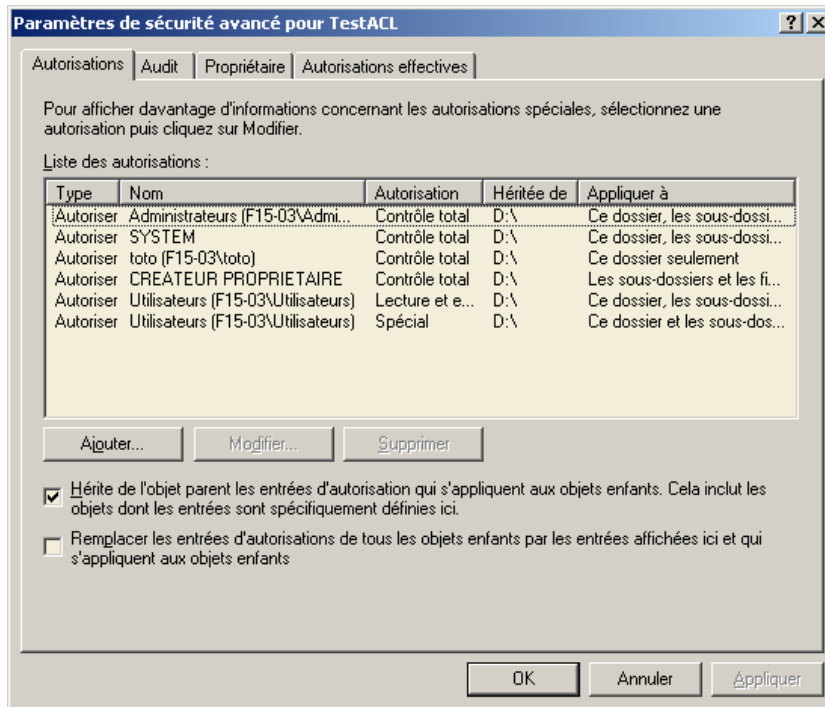 Paramètres de sécurité avancé pour TestACL
Autorisations Audit Propriétaire Autorisations effectives
Pour afficher davantage d'informations concernant les autorisations spéciales, sélectionnez une
autorisation puis cliquez sur Modifier.
Liste des autorisations :
Type Nom Autorisation Héritée de Appliquer à
Autoriser Administrateurs (F15-03\Admi... Contrôle total D:\ Ce dossier, les sous-dossi...
Autoriser SYSTEM Contrôle total D:\ Ce dossier, les sous-dossi...
Autoriser toto (F15-03\toto) Contrôle total D:\ Ce dossier seulement
Autoriser CREATEUR PROPRIETAIRE Contrôle total D:\ Les sous-dossiers et les fi...
Autoriser Utilisateurs (F15-03\Utilisateurs) Lecture et e... D:\ Ce dossier, les sous-dossi...
Autoriser Utilisateurs (F15-03\Utilisateurs) Spécial D:\ Ce dossier et les sous-dos...
Ajouter... Modifier... Supprimer
Hérite de l'objet parent les entrées d'autorisation qui s'appliquent aux objets enfants. Cela inclut les
objets dont les entrées sont spécifiquement définies ici.
Remplacer les entrées d'autorisations de tous les objets enfants par les entrées affichées ici et qui
s'appliquent aux objets enfants
OK Annuler Appliquer